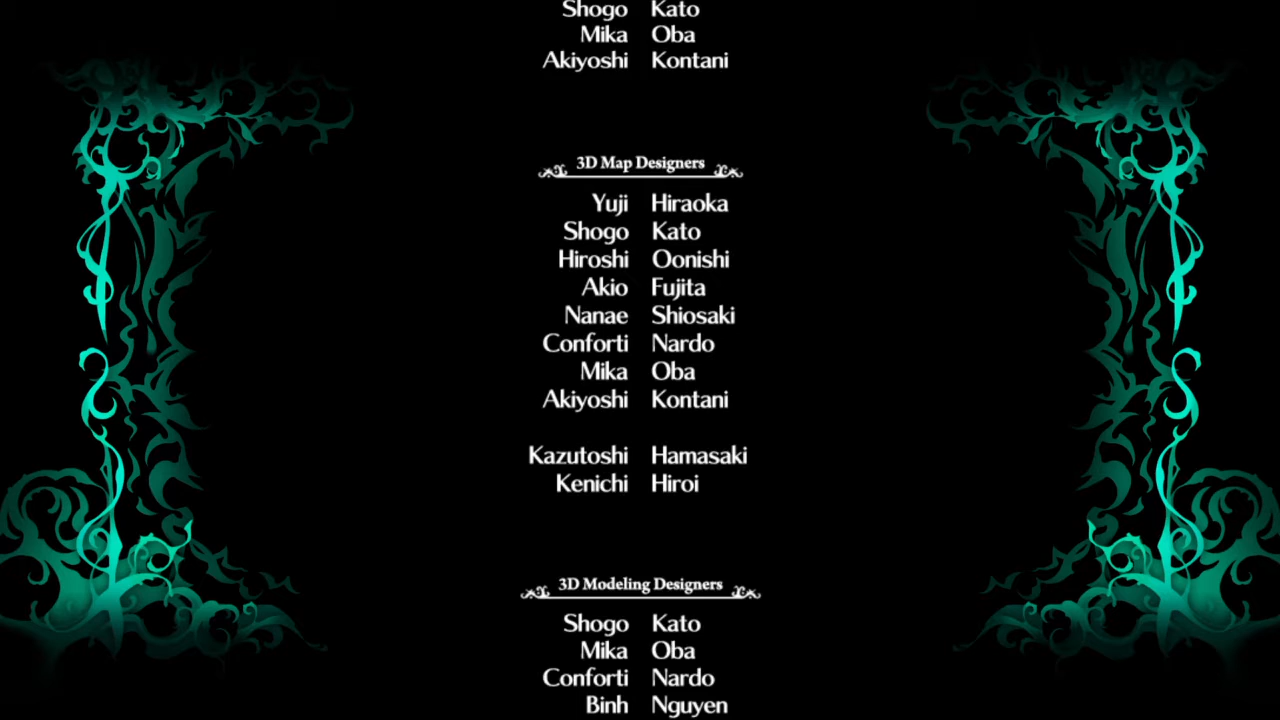 Shogo Kato
Mika Oba
Akiyoshi Kontani
3D Map Designers
Yuji Hiraoka
Shogo Kato
Hiroshi Oonishi
Akio Fujita
Nanae Shiosaki
Conforti Nardo
Mika Oba
Akiyoshi Kontani
Kazutoshi Hamasaki
Kenichi Hiroi
3D Modeling Designers
Shogo Kato
Mika Oba
Conforti Nardo
Binh Nguyen